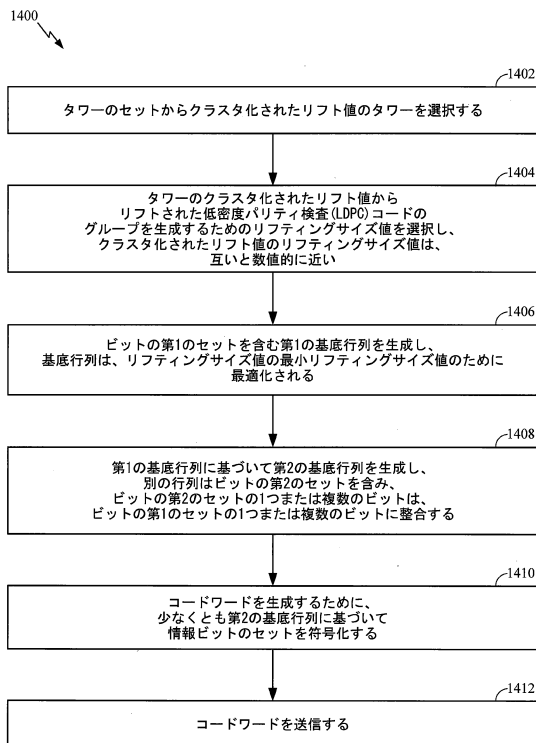 1400
1402
タワーのセットからクラスタ化されたリフト値のタワーを選択する
1404
タワーのクラスタ化されたリフト値から
リフトされた低密度パリティ検査(LDPC)コードの
グループを生成するためのリフティングサイズ値を選択し、
クラスタ化されたリフト値のリフティングサイズ値は、
互いと数値的に近い
1406
ビットの第1のセットを含む第1の基底行列を生成し、
基底行列は、リフティングサイズ値の最小リフティングサイズ値のために
最適化される
1408
第1の基底行列に基づいて第2の基底行列を生成し、
別の行列はビットの第2のセットを含み、
ビットの第2のセットの1つまたは複数のビットは、
ビットの第1のセットの1つまたは複数のビットに整合する
1410
コードワードを生成するために、
少なくとも第2の基底行列に基づいて
情報ビットのセットを符号化する
1412
コードワードを送信する